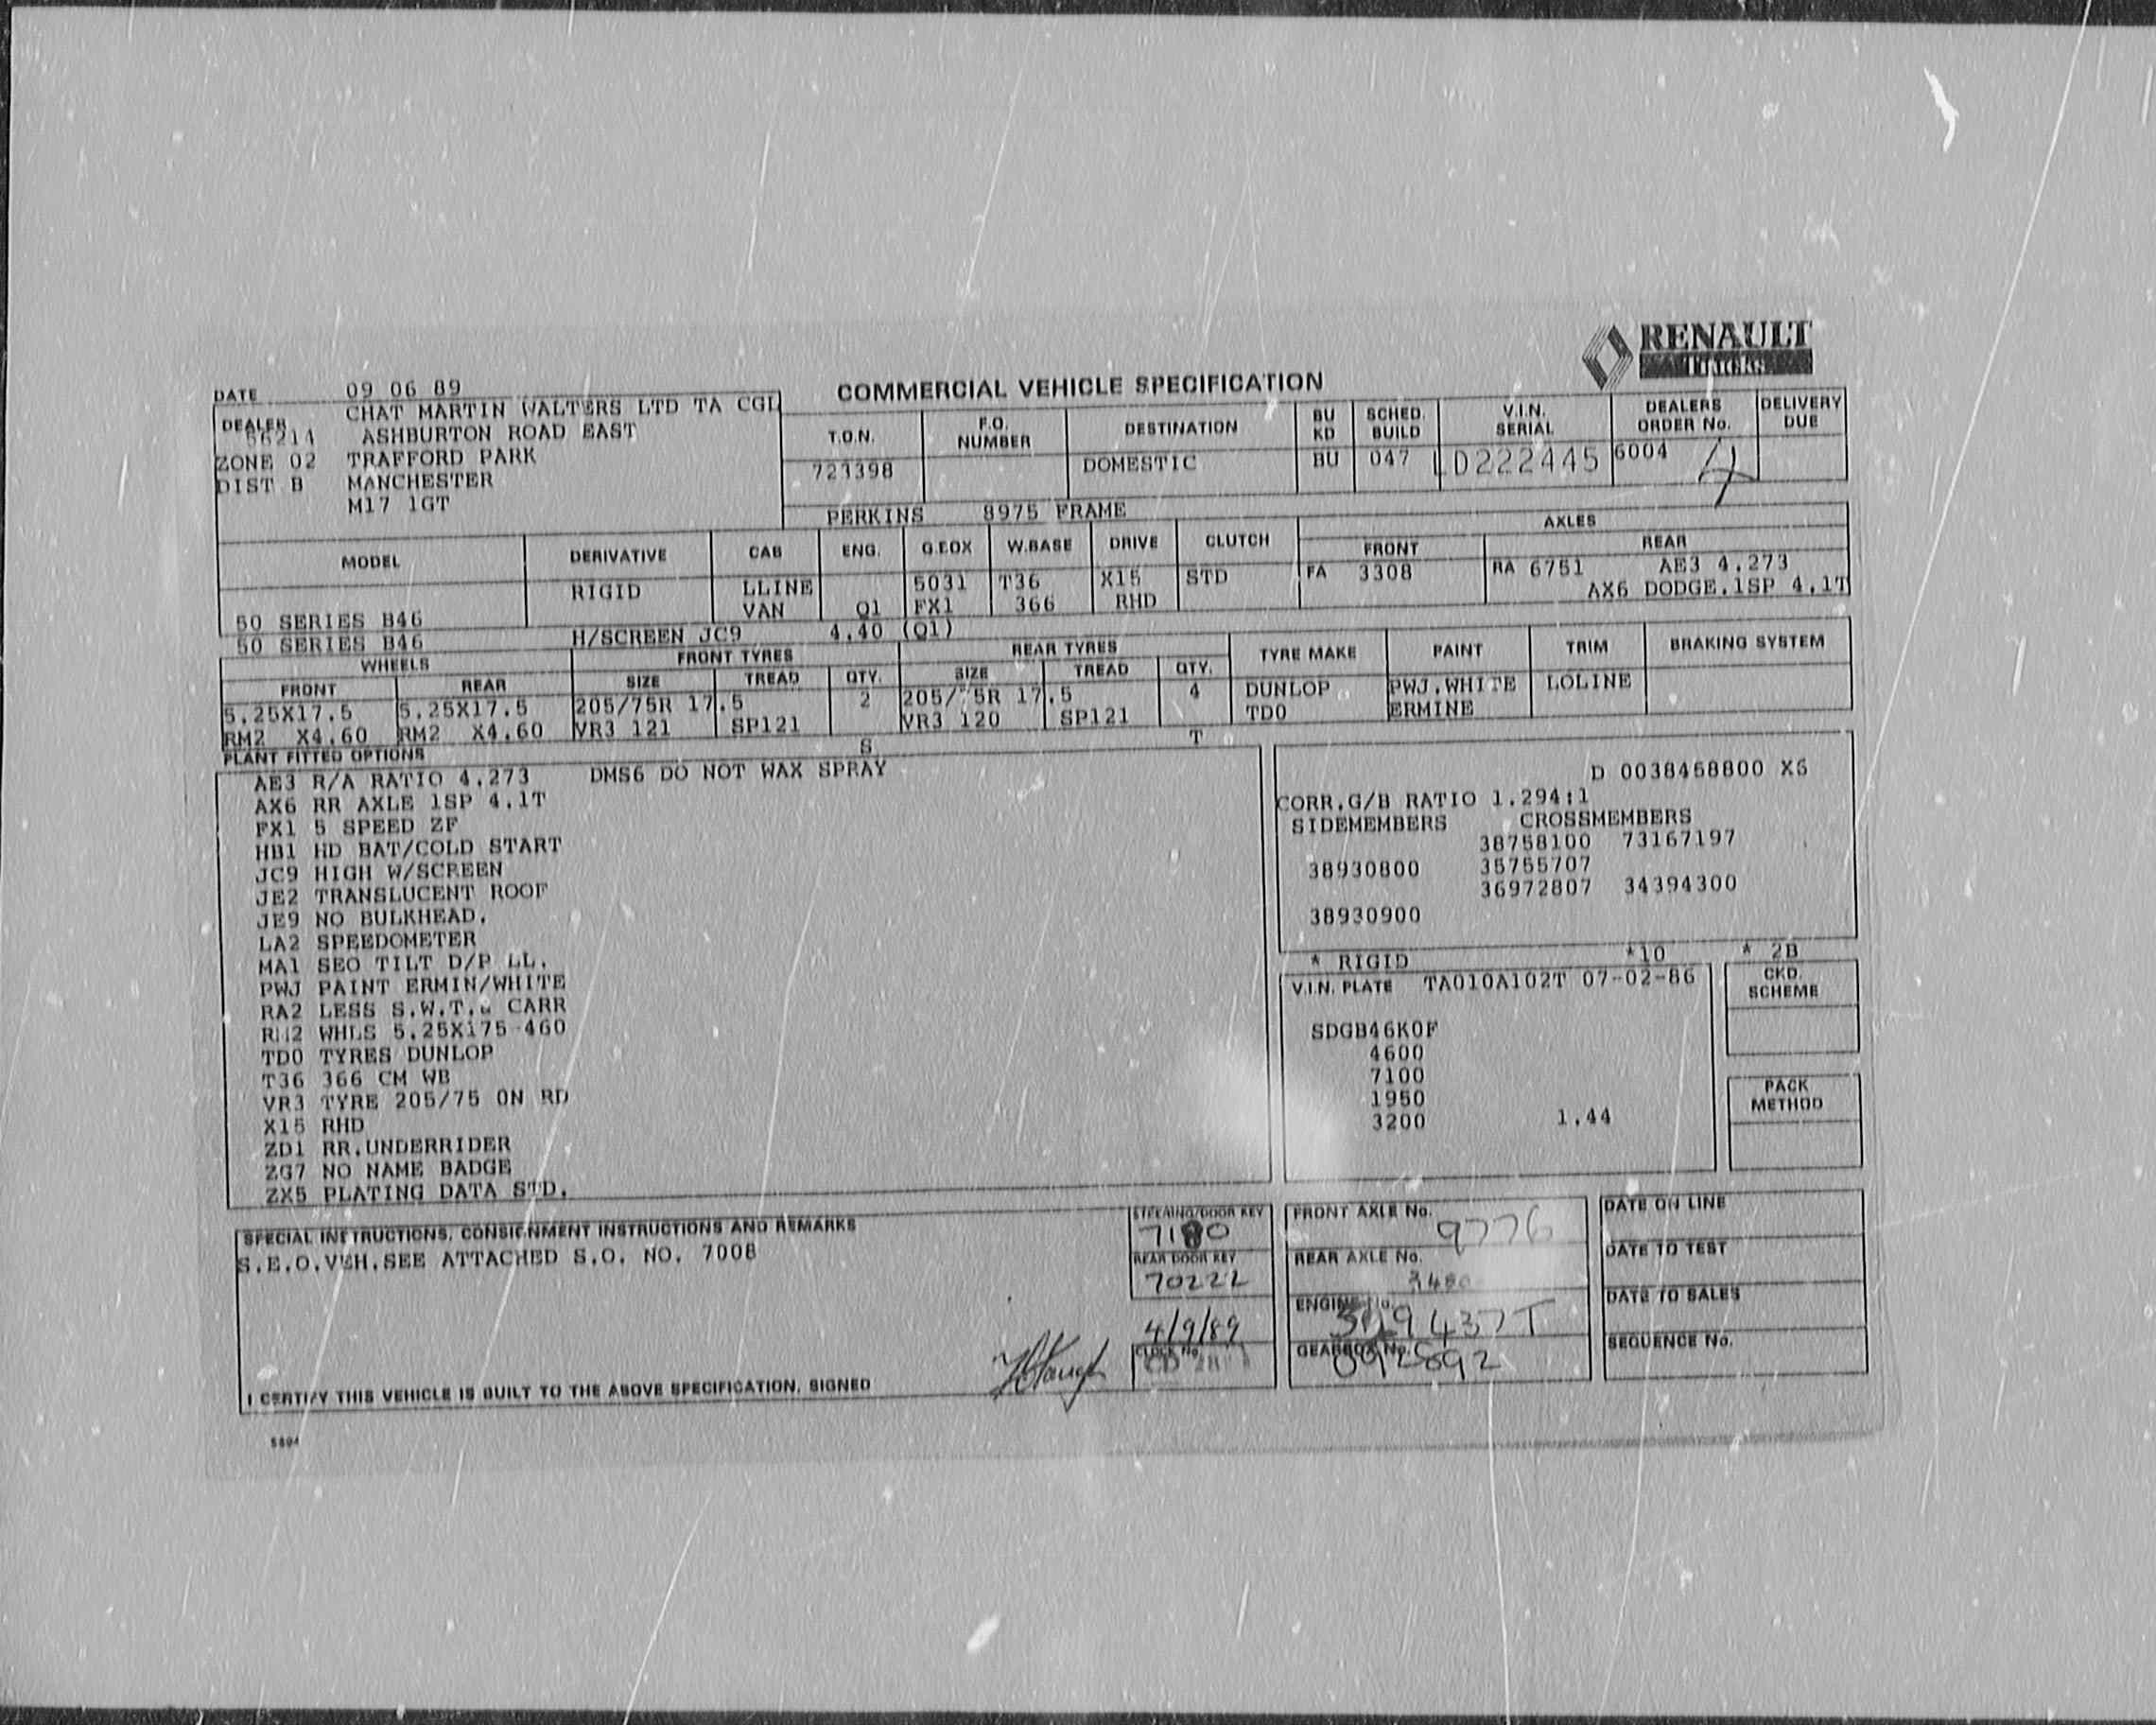 RENAULT
TRUCKS
COMMERCIAL VEHICLE SPECIFICATION
DATE 09 06 89
DEALER CHAT MARTIN WALTERS LTD TA CGL
56214 ASHBURTON ROAD EAST
ZONE 02 TRAFFORD PARK
DIST B MANCHESTER
M17 1GT
T.O.N. F.O. NUMBER DESTINATION BU KD SCHED. BUILD V.I.N. SERIAL DEALERS ORDER No. DELIVERY DUE
721398 DOMESTIC BU 047 LD222445 6004 4
PERKINS 8975 FRAME
MODEL DERIVATIVE CAB ENG. G.BOX W.BASE DRIVE CLUTCH AXLES
FRONT REAR
RIGID LLINE 5031 T36 X15 STD FA 3308 RA 6751 AE3 4.273
50 SERIES B46 VAN Q1 FX1 366 RHD AX6 DODGE.1SP 4.1T
50 SERIES B46 H/SCREEN JC9 4.40 (Q1)
WHEELS FRONT TYRES REAR TYRES TYRE MAKE PAINT TRIM BRAKING SYSTEM
FRONT REAR SIZE TREAD QTY. SIZE TREAD QTY.
5.25X17.5 5.25X17.5 205/75R 17.5 2 205/75R 17.5 4 DUNLOP PWJ.WHITE LOLINE
RM2 X4.60 RM2 X4.60 VR3 121 SP121 VR3 120 SP121 TD0 ERMINE
PLANT FITTED OPTIONS S T
AE3 R/A RATIO 4.273 DMS6 DO NOT WAX SPRAY
AX6 RR AXLE 1SP 4.1T
FX1 5 SPEED ZF
HB1 HD BAT/COLD START
JC9 HIGH W/SCREEN
JE2 TRANSLUCENT ROOF
JE9 NO BULKHEAD.
LA2 SPEEDOMETER
MA1 SEO TILT D/P LL.
PWJ PAINT ERMIN/WHITE
RA2 LESS S.W.T.& CARR
RM2 WHLS 5.25X175 460
TD0 TYRES DUNLOP
T36 366 CM WB
VR3 TYRE 205/75 ON RD
X15 RHD
ZD1 RR.UNDERRIDER
ZG7 NO NAME BADGE
ZX5 PLATING DATA STD.
D 0038468800 X6
CORR.G/B RATIO 1.294:1
SIDEMEMBERS CROSSMEMBERS
38758100 73167197
38930800 35755707
36972807 34394300
38930900
* RIGID *10 * 2B
V.I.N. PLATE TA010A102T 07-02-86
CKD. SCHEME
SDGB46K0F
4600
7100
1950
3200 1.44
PACK METHOD
SPECIAL INSTRUCTIONS, CONSIGNMENT INSTRUCTIONS AND REMARKS
S.E.O.VEH.SEE ATTACHED S.O. NO. 7008
STEERING/DOOR KEY
7180
REAR DOOR KEY
70222
4/9/89
CLOCK No.
FRONT AXLE No. 9776
REAR AXLE No.
ENGINE No.
GEARBOX No. 092892
DATE ON LINE
DATE TO TEST
DATE TO SALES
SEQUENCE No.
I CERTIFY THIS VEHICLE IS BUILT TO THE ABOVE SPECIFICATION. SIGNED
5804